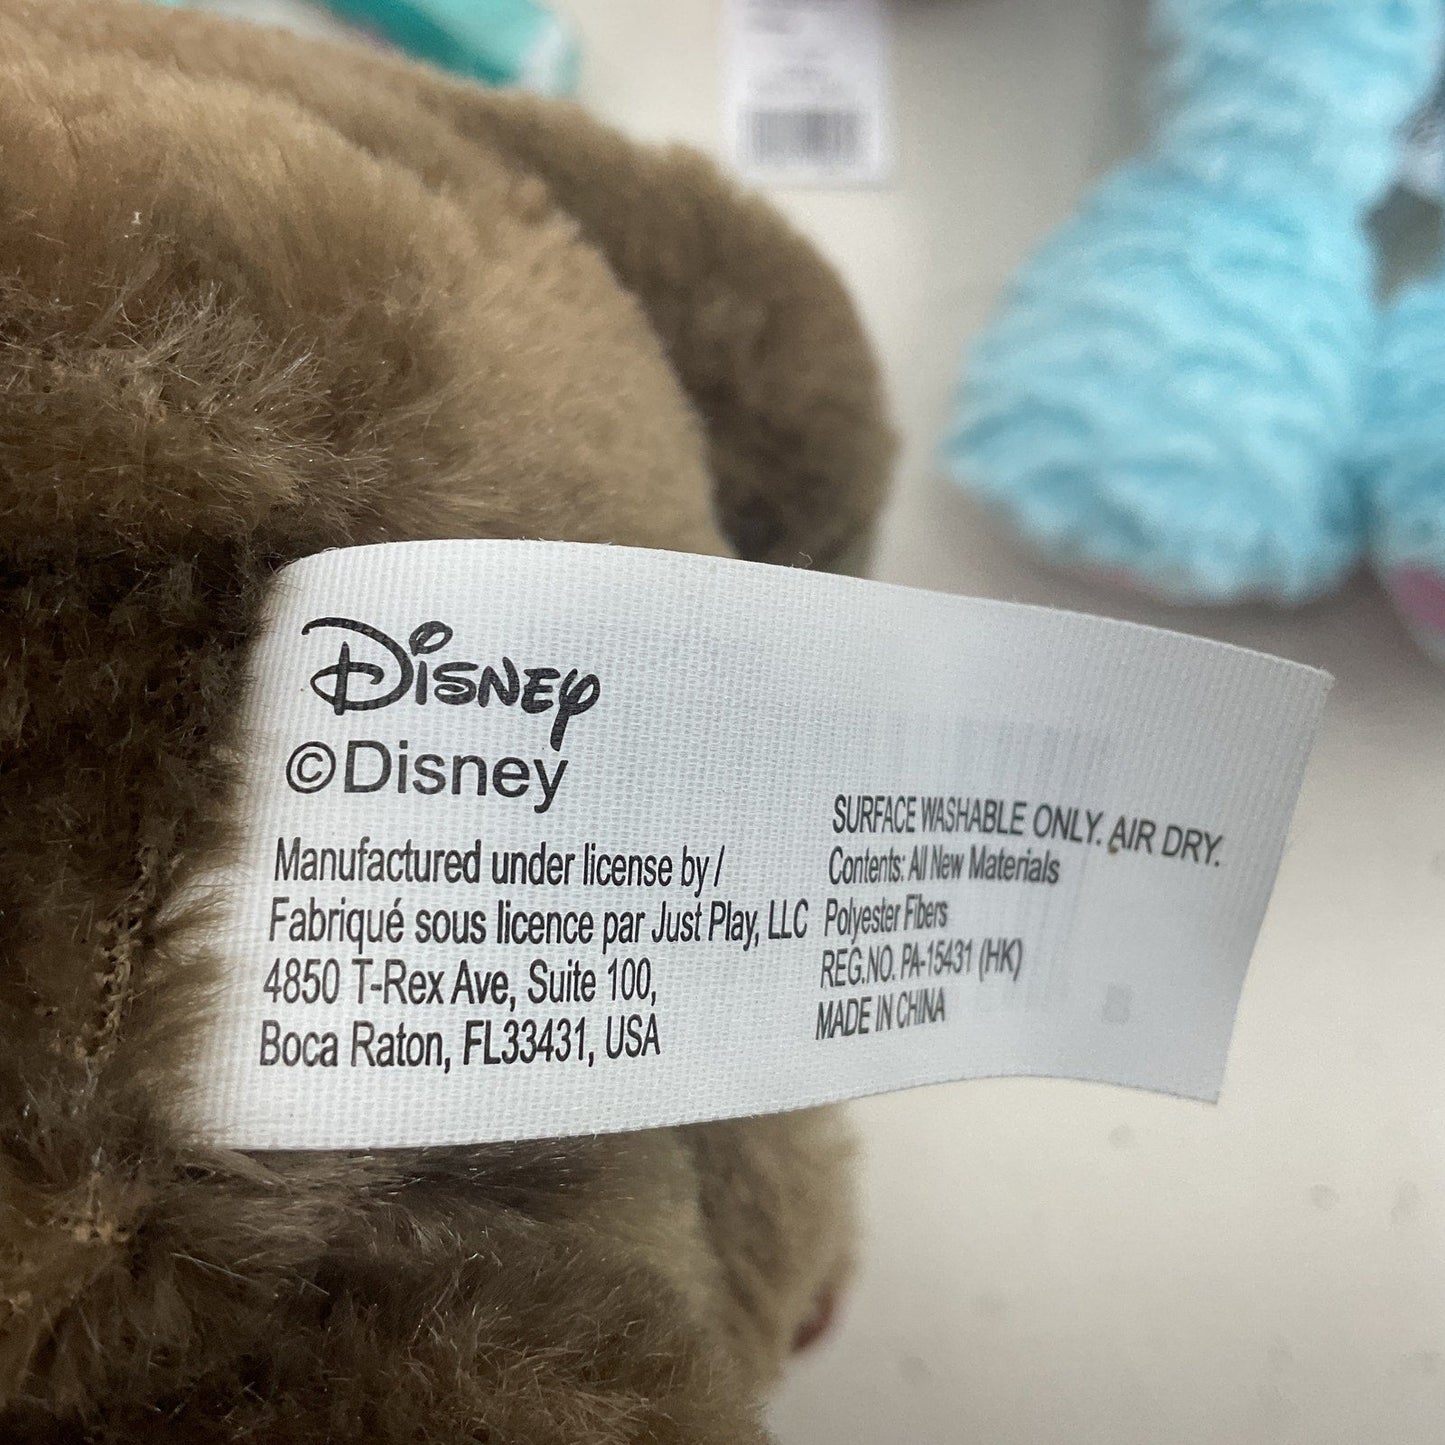 Disney
©Disney
Manufactured under license by /
Fabriqué sous licence par Just Play, LLC
4850 T-Rex Ave, Suite 100,
Boca Raton, FL33431, USA
SURFACE WASHABLE ONLY. AIR DRY.
Contents: All New Materials
Polyester Fibers
REG.NO. PA-15431 (HK)
MADE IN CHINA